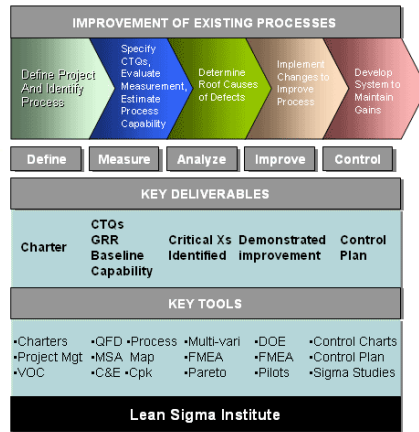 IMPROVEMENT OF EXISTING PROCESSES
Define Project
And Identify
Process
Specify
CTQs,
Evaluate
Measurement,
Estimate
Process
Capability
Determine
Roof Causes
of Defects
Implement
Changes to
Improve
Process
Develop
System to
Maintain
Gains
Define
Measure
Analyze
Improve
Control
KEY DELIVERABLES
Charter
CTQs
GRR
Baseline
Capability
Critical Xs
Identified
Demonstrated
improvement
Control
Plan
KEY TOOLS
▪Charters
▪Project Mgt
▪VOC
▪QFD ▪Process
▪MSA Map
▪C&E ▪Cpk
▪Multi-vari
▪FMEA
▪Pareto
▪DOE
▪FMEA
▪Pilots
▪Control Charts
▪Control Plan
▪Sigma Studies
Lean Sigma Institute